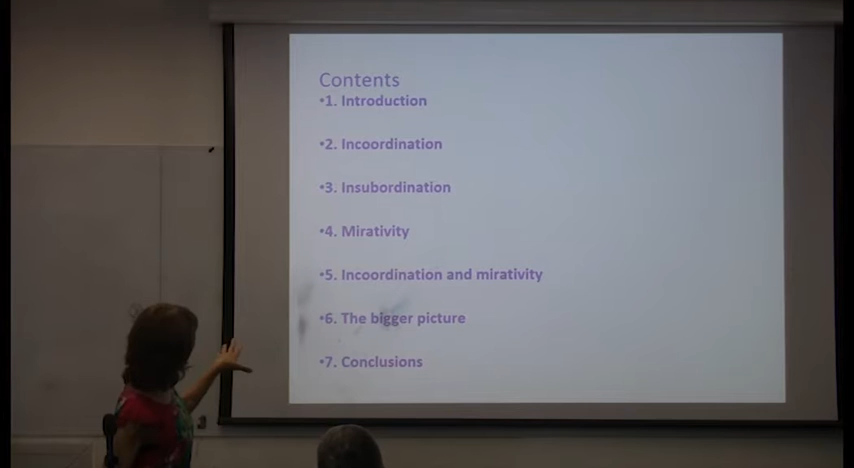 Contents
•1. Introduction
•2. Incoordination
•3. Insubordination
•4. Mirativity
•5. Incoordination and mirativity
•6. The bigger picture
•7. Conclusions